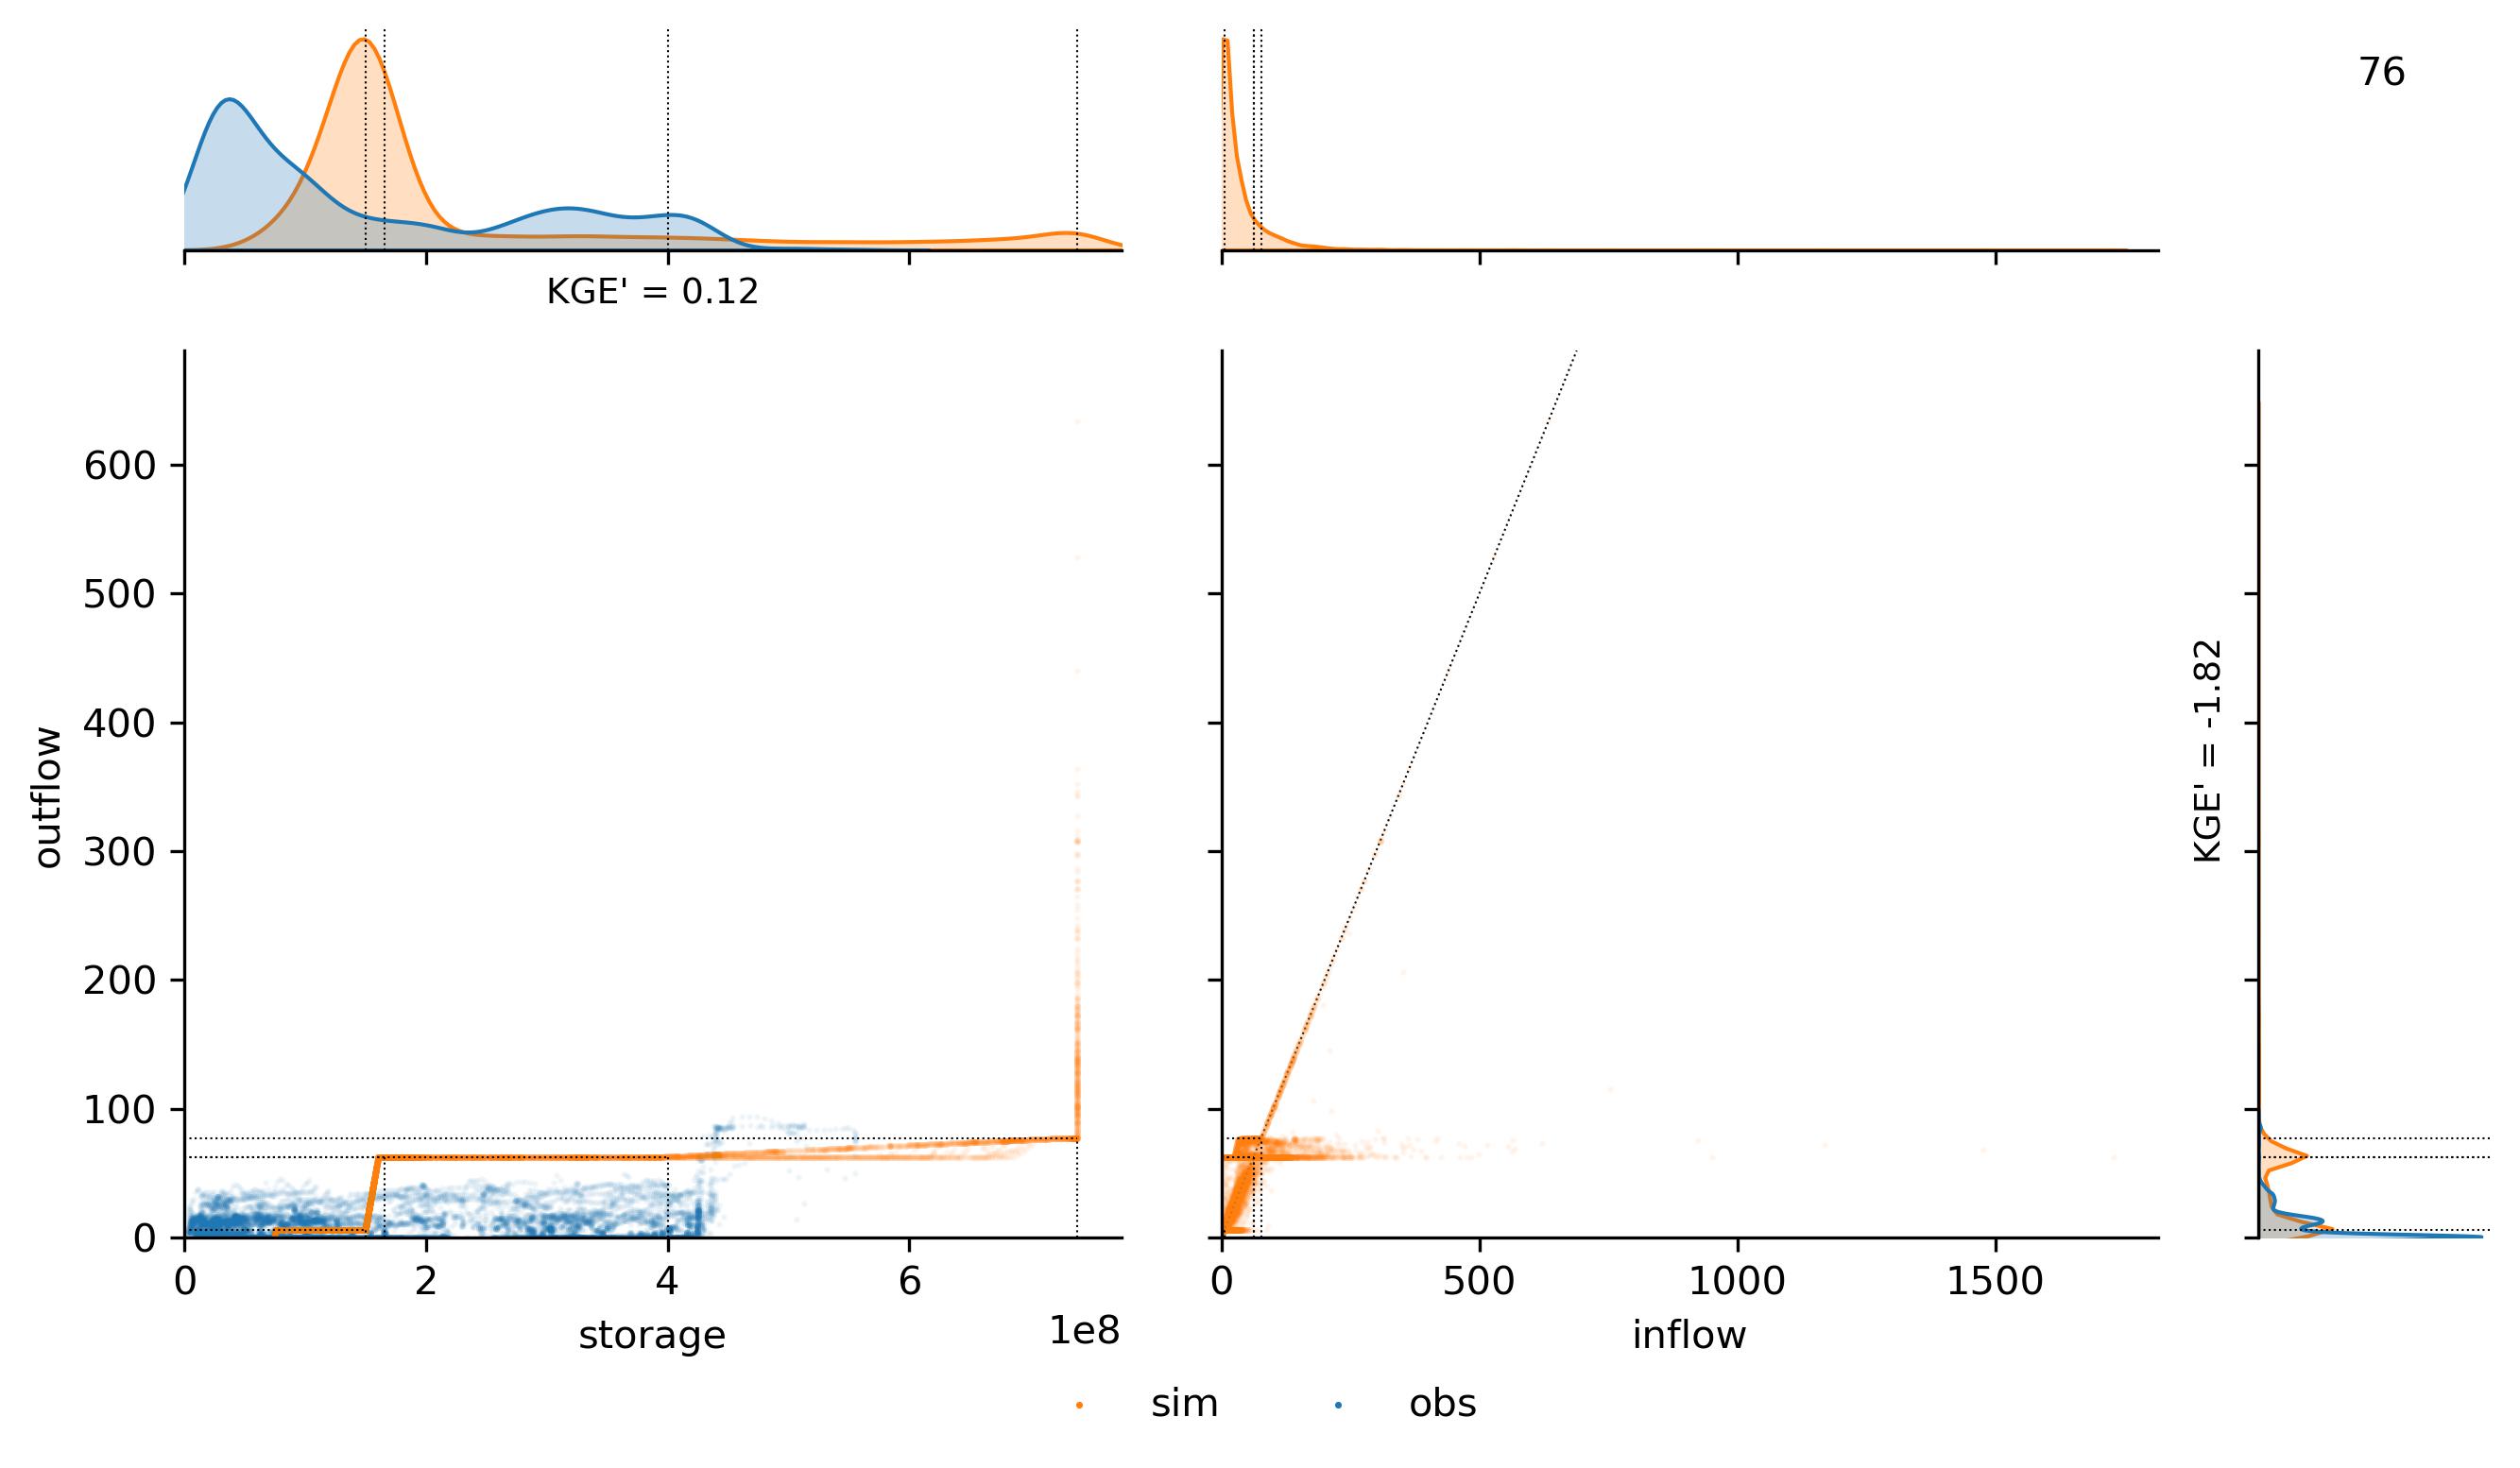 76
KGE' = 0.12
600
500
400
300
200
100
0
outflow
KGE' = -1.82
0 2 4 6
1e8
storage
0 500 1000 1500
inflow
sim obs